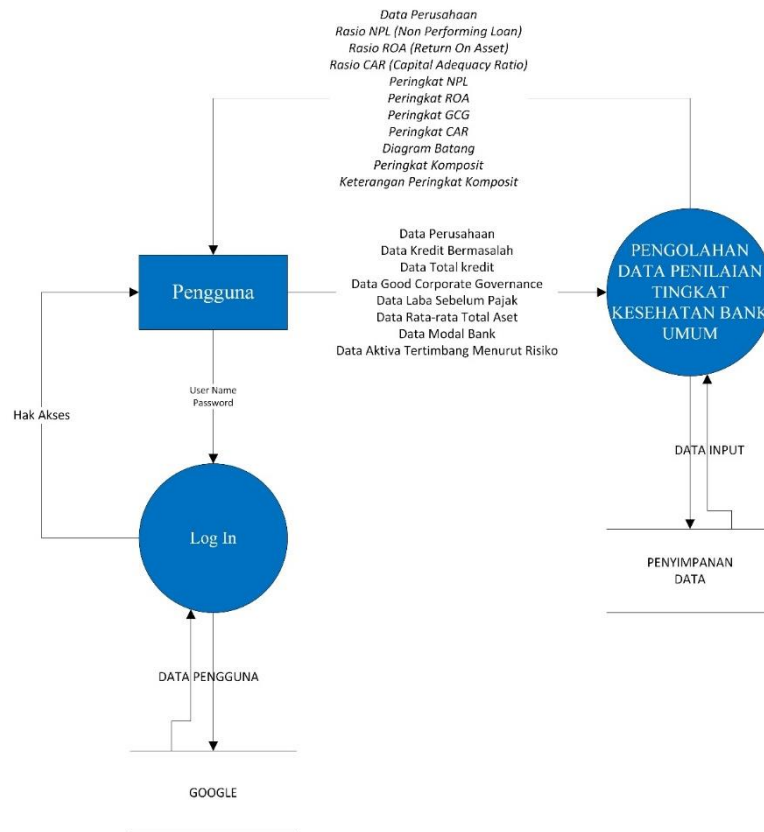 Data Perusahaan
Rasio NPL (Non Performing Loan)
Rasio ROA (Return On Asset)
Rasio CAR (Capital Adequacy Ratio)
Peringkat NPL
Peringkat ROA
Peringkat GCG
Peringkat CAR
Diagram Batang
Peringkat Komposit
Keterangan Peringkat Komposit
Pengguna
Data Perusahaan
Data Kredit Bermasalah
Data Total kredit
Data Good Corporate Governance
Data Laba Sebelum Pajak
Data Rata-rata Total Aset
Data Modal Bank
Data Aktiva Tertimbang Menurut Risiko
PENGOLAHAN
DATA PENILAIAN
TINGKAT
KESEHATAN BANK
UMUM
User Name
Password
Hak Akses
Log In
DATA INPUT
PENYIMPANAN
DATA
DATA PENGGUNA
GOOGLE